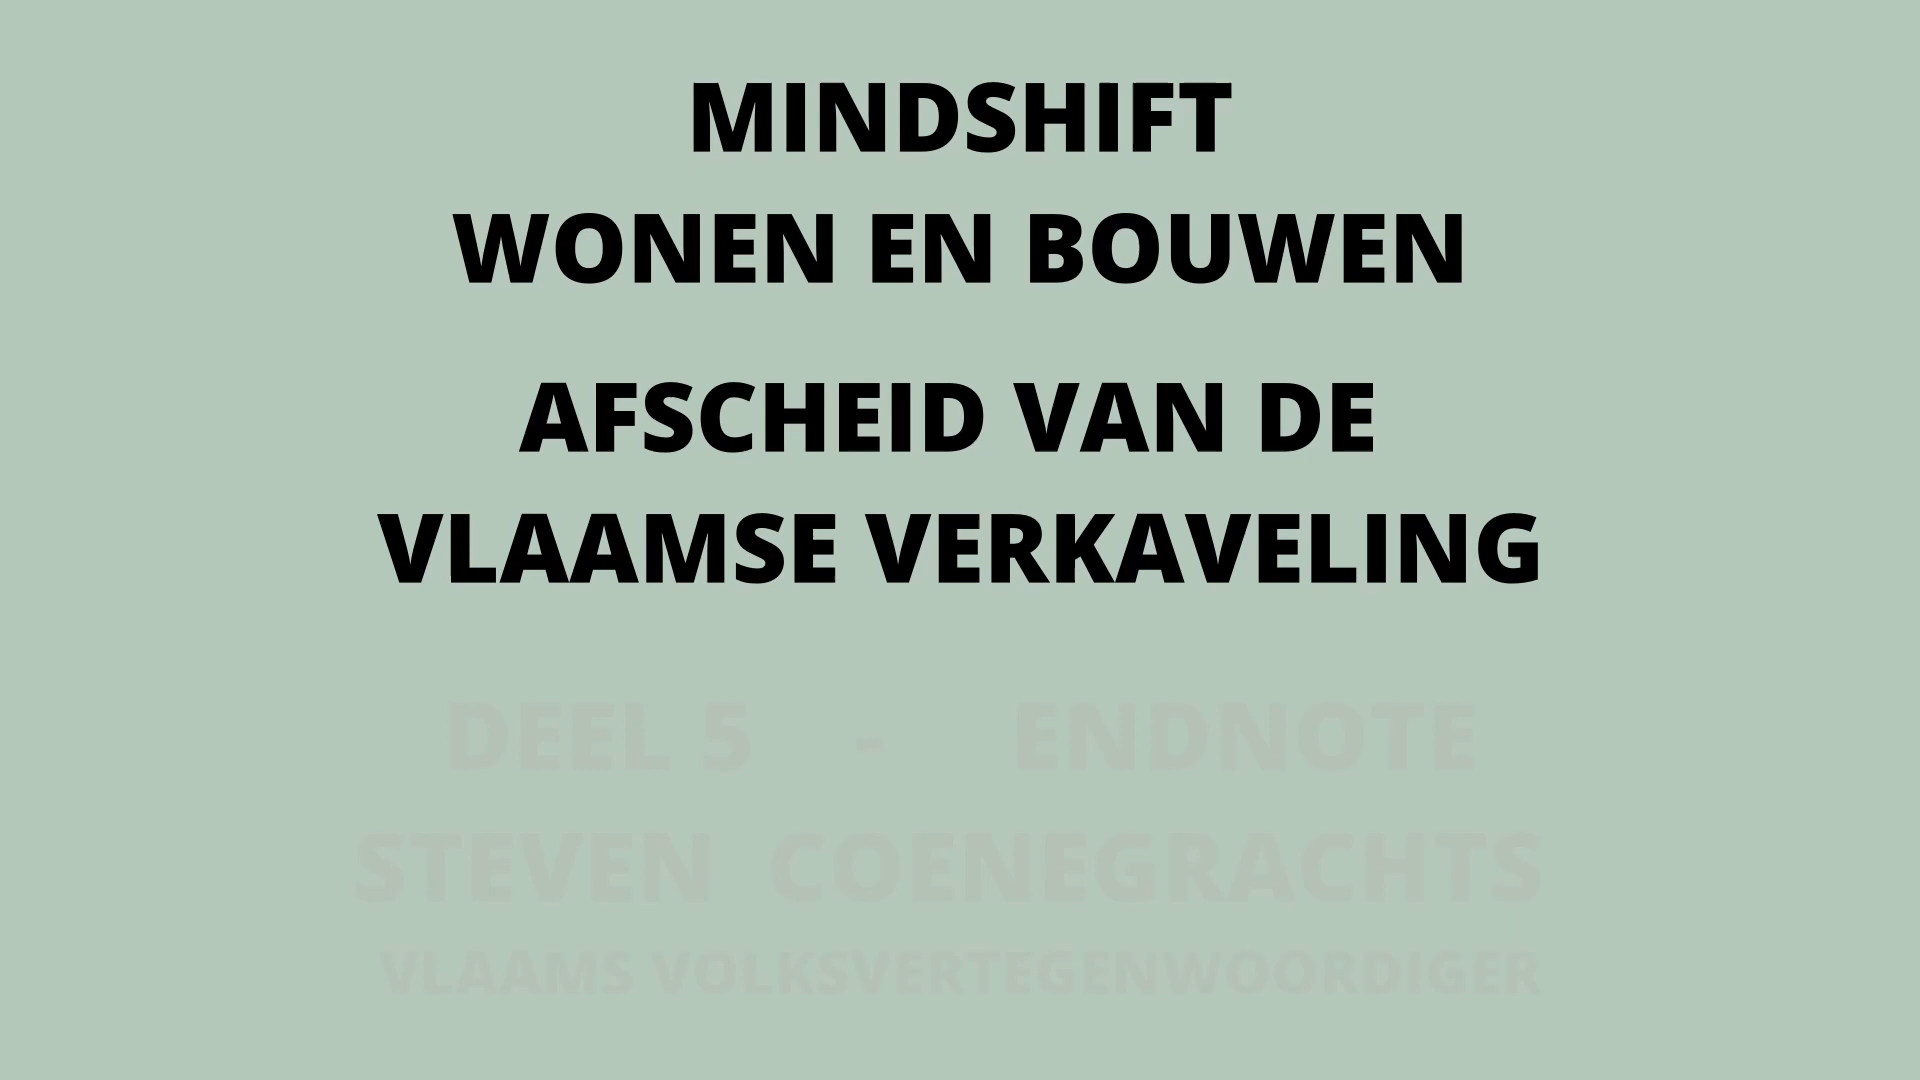 MINDSHIFT
WONEN EN BOUWEN
AFSCHEID VAN DE
VLAAMSE VERKAVELING
DEEL 5 - ENDNOTE
STEVEN COENEGRACHTS
VLAAMS VOLKSVERTEGENWOORDIGER